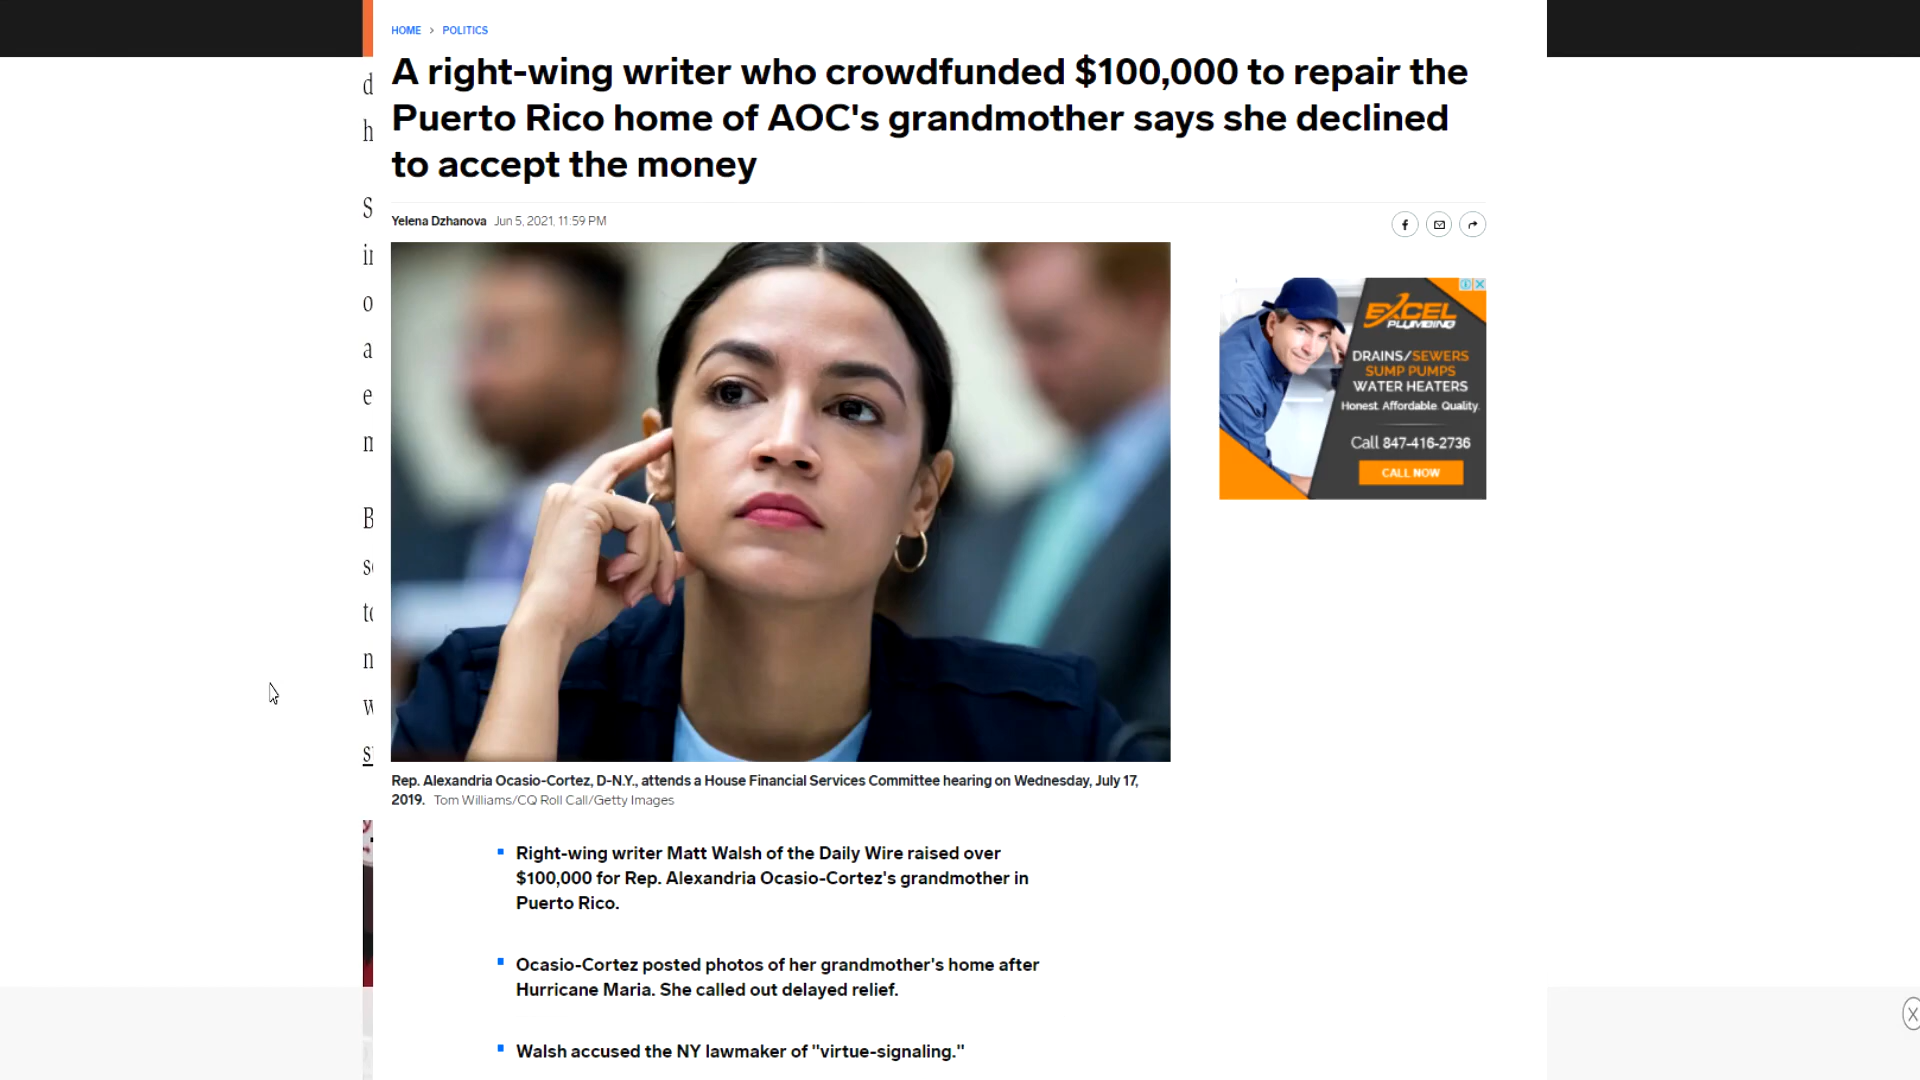 HOME > POLITICS
A right-wing writer who crowdfunded $100,000 to repair the
Puerto Rico home of AOC's grandmother says she declined
to accept the money
Yelena Dzhanova Jun 5, 2021, 11:59 PM
EXCEL
PLUMBING
DRAINS/SEWERS
SUMP PUMPS
WATER HEATERS
Honest. Affordable. Quality.
Call 847-416-2736
CALL NOW
Rep. Alexandria Ocasio-Cortez, D-N.Y., attends a House Financial Services Committee hearing on Wednesday, July 17,
2019. Tom Williams/CQ Roll Call/Getty Images
Right-wing writer Matt Walsh of the Daily Wire raised over
$100,000 for Rep. Alexandria Ocasio-Cortez's grandmother in
Puerto Rico.
Ocasio-Cortez posted photos of her grandmother's home after
Hurricane Maria. She called out delayed relief.
Walsh accused the NY lawmaker of "virtue-signaling."